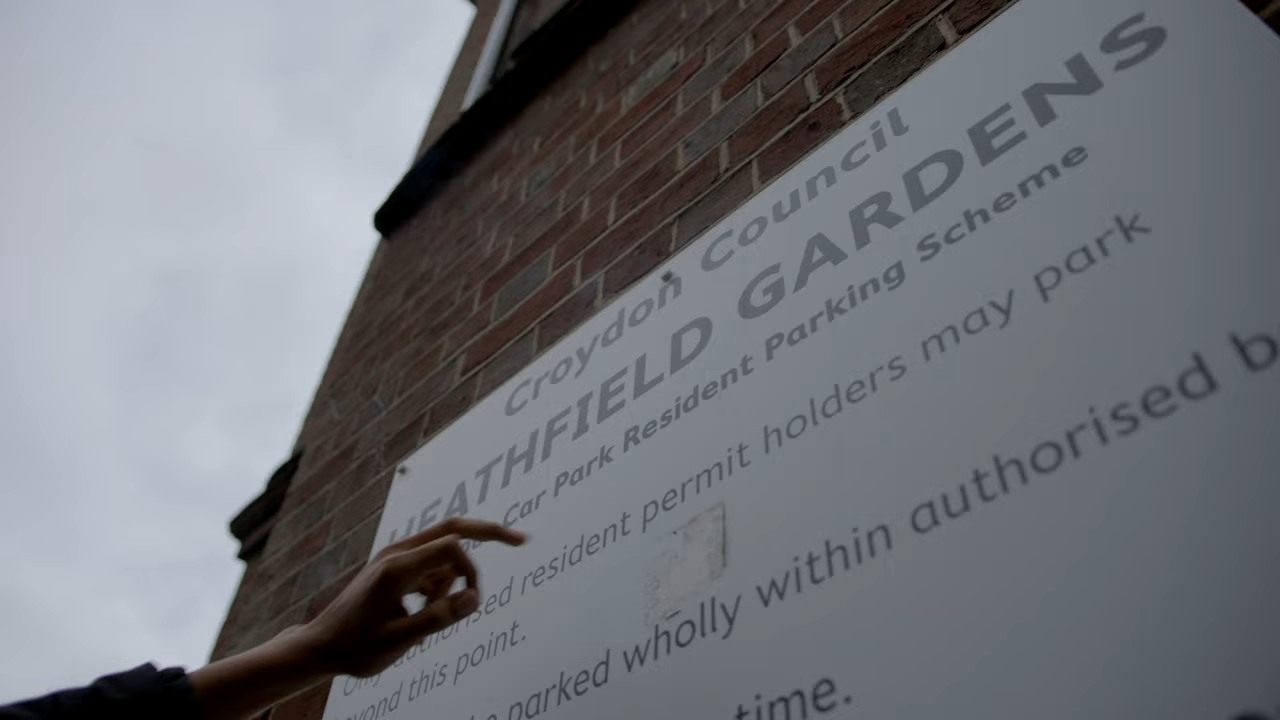 Croydon Council
HEATHFIELD GARDENS
Car Park Resident Parking Scheme
Only authorised resident permit holders may park
beyond this point.
parked wholly within authorised
time.